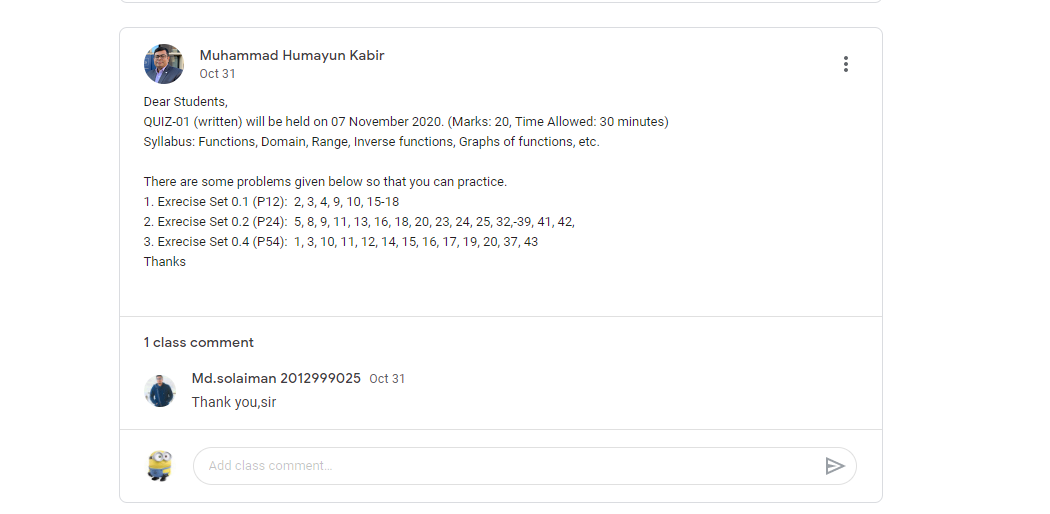 Muhammad Humayun Kabir
Oct 31
Dear Students,
QUIZ-01 (written) will be held on 07 November 2020. (Marks: 20, Time Allowed: 30 minutes)
Syllabus: Functions, Domain, Range, Inverse functions, Graphs of functions, etc.
There are some problems given below so that you can practice.
1. Exrecise Set 0.1 (P12): 2, 3, 4, 9, 10, 15-18
2. Exrecise Set 0.2 (P24): 5, 8, 9, 11, 13, 16, 18, 20, 23, 24, 25, 32,-39, 41, 42,
3. Exrecise Set 0.4 (P54): 1, 3, 10, 11, 12, 14, 15, 16, 17, 19, 20, 37, 43
Thanks
1 class comment
Md.solaiman 2012999025 Oct 31
Thank you,sir
Add class comment...